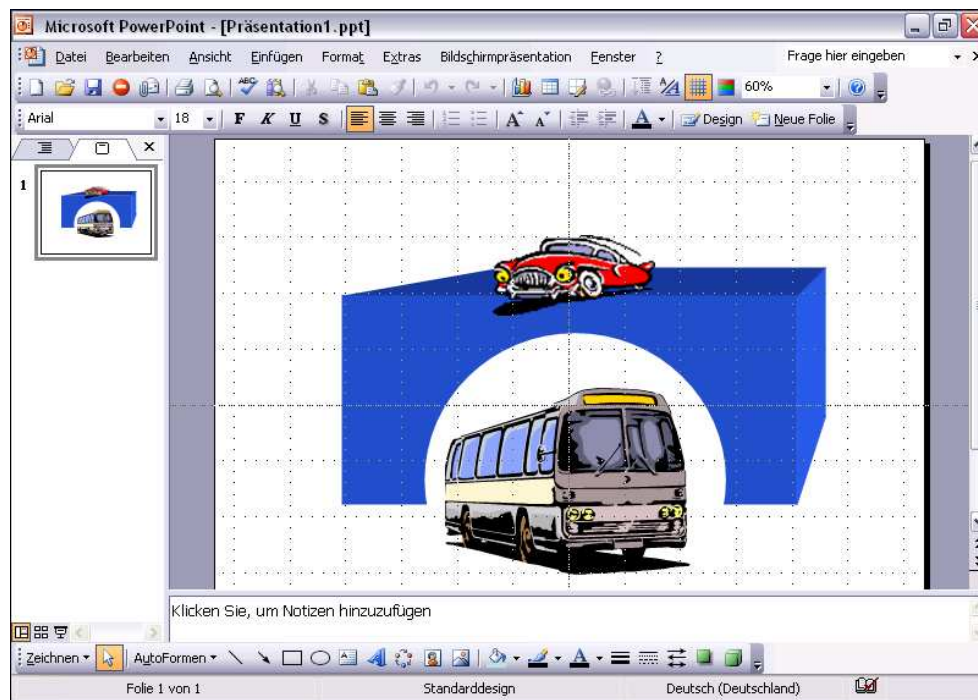 Microsoft PowerPoint - [Präsentation1.ppt]
Datei Bearbeiten Ansicht Einfügen Format Extras Bildschirmpräsentation Fenster ? Frage hier eingeben
ABC 60%
Arial 18 F K U S A A A Design Neue Folie
1
Klicken Sie, um Notizen hinzuzufügen
Zeichnen AutoFormen A A
Folie 1 von 1 Standarddesign Deutsch (Deutschland)